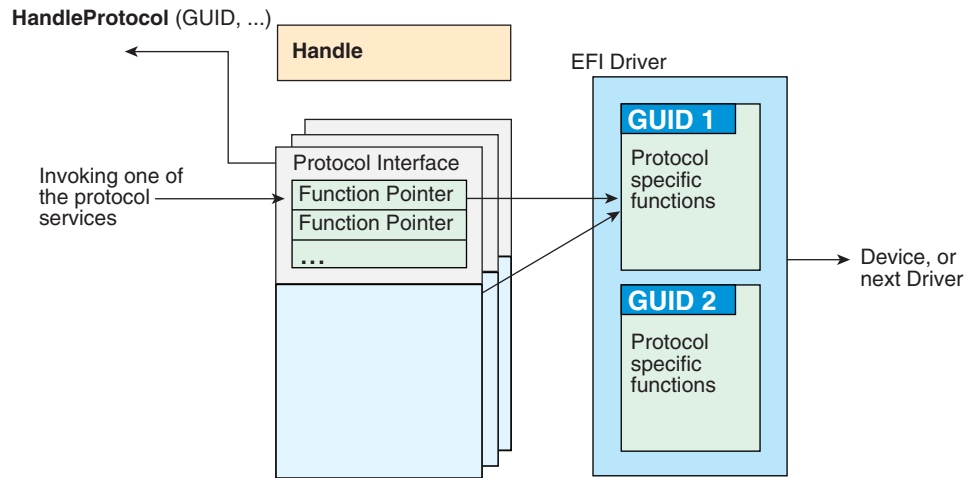 HandleProtocol (GUID, ...)
Handle
EFI Driver
GUID 1
Protocol
specific
functions
Protocol Interface
Function Pointer
Function Pointer
...
Invoking one of
the protocol
services
Device, or
next Driver
GUID 2
Protocol
specific
functions